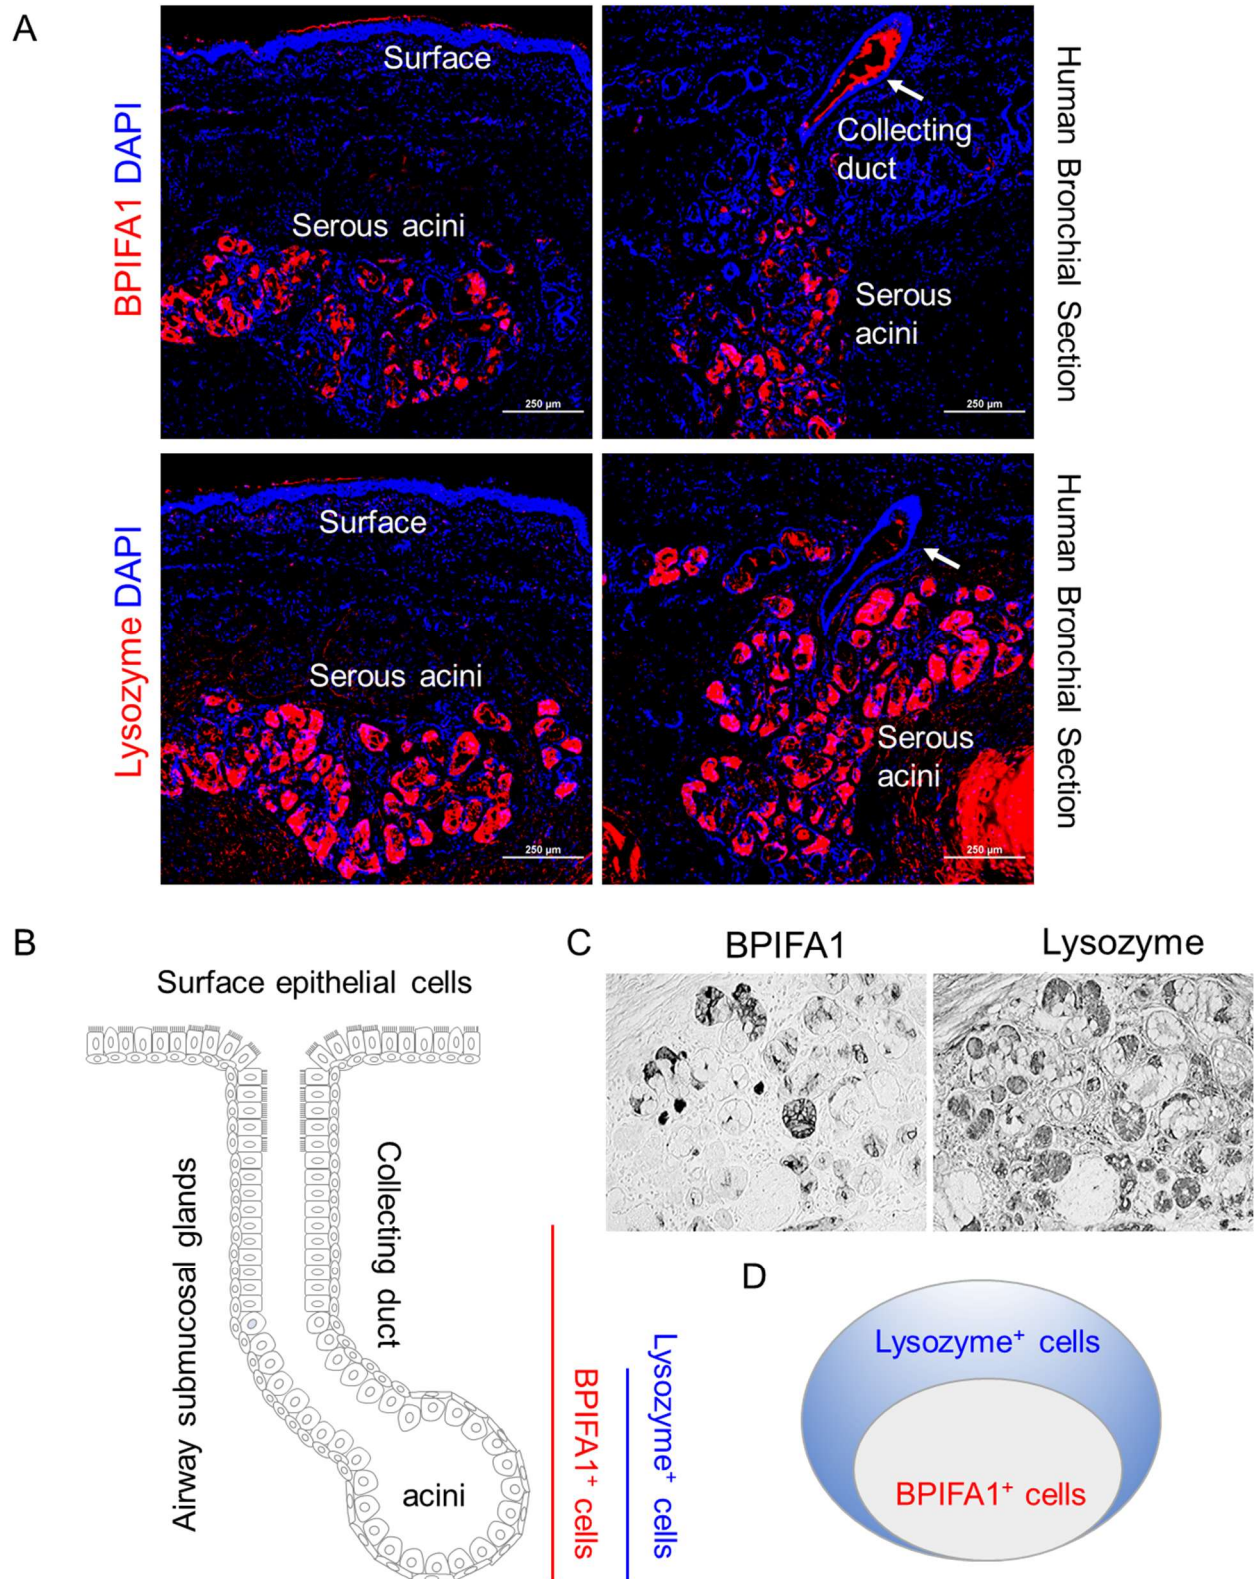 A
Surface
Serous acini
250 µm
BPIFA1 DAPI
Collecting
duct
Serous
acini
250 µm
Human Bronchial Section
Surface
Serous acini
250 µm
Lysozyme DAPI
Serous
acini
250 µm
Human Bronchial Section
B
Surface epithelial cells
Airway submucosal glands
Collecting duct
acini
BPIFA1⁺ cells
Lysozyme⁺ cells
C
BPIFA1
Lysozyme
D
Lysozyme⁺ cells
BPIFA1⁺ cells